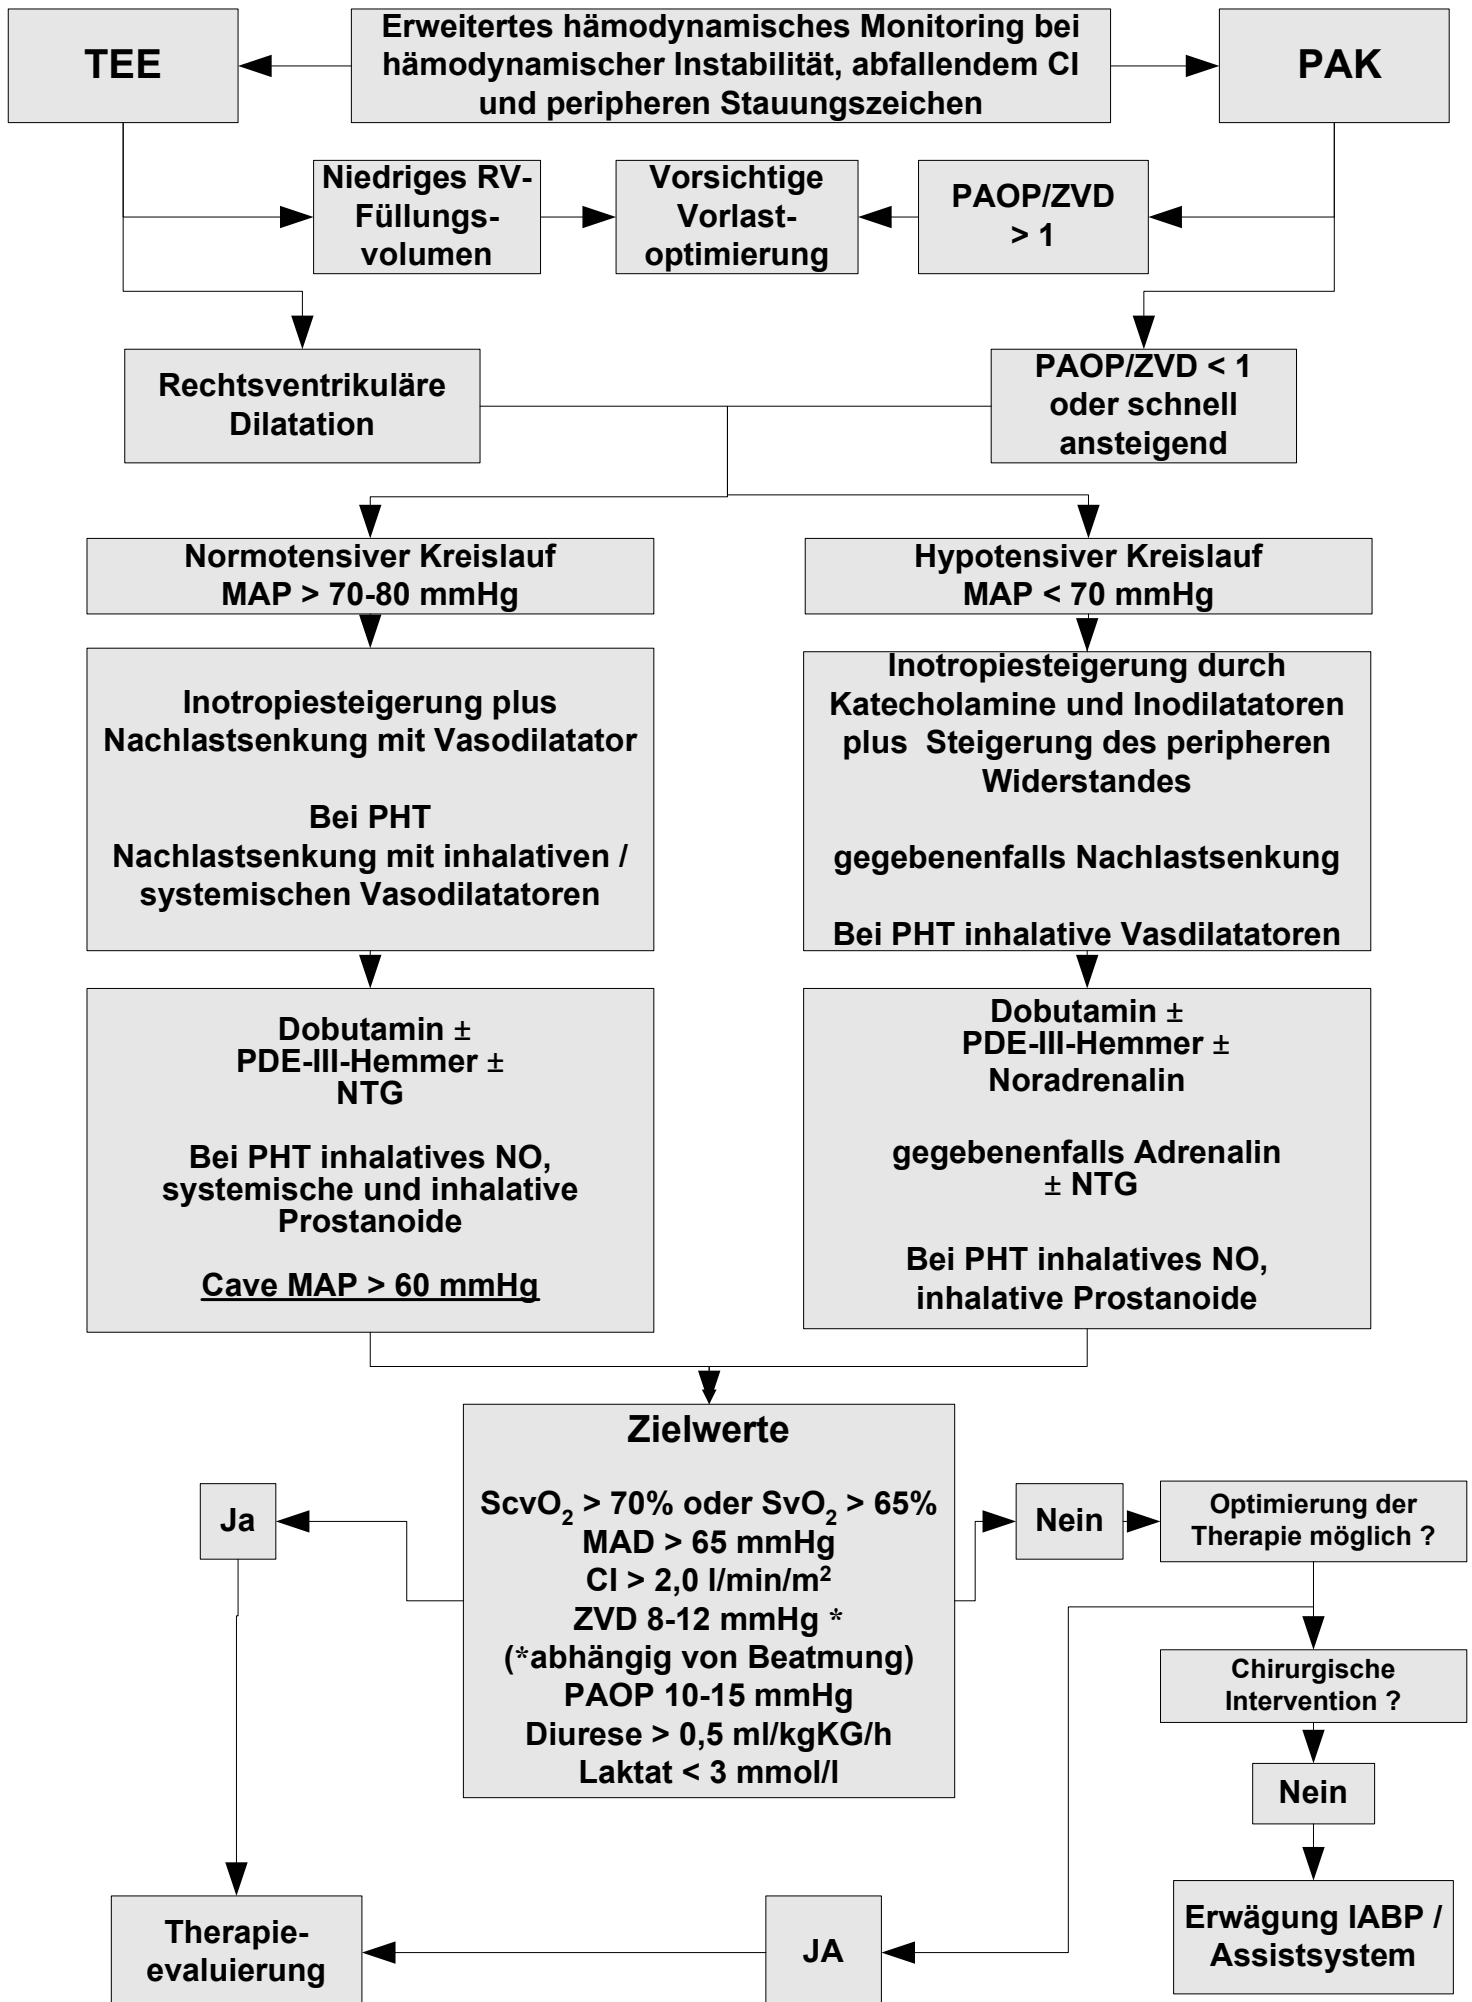 TEE
Erweitertes hämodynamisches Monitoring bei
hämodynamischer Instabilität, abfallendem CI
und peripheren Stauungszeichen
PAK
Niedriges RV-
Füllungs-
volumen
Vorsichtige
Vorlast-
optimierung
PAOP/ZVD
> 1
Rechtsventrikuläre
Dilatation
PAOP/ZVD < 1
oder schnell
ansteigend
Normotensiver Kreislauf
MAP > 70-80 mmHg
Hypotensiver Kreislauf
MAP < 70 mmHg
Inotropiesteigerung plus
Nachlastsenkung mit Vasodilatator
Bei PHT
Nachlastsenkung mit inhalativen /
systemischen Vasodilatatoren
Inotropiesteigerung durch
Katecholamine und Inodilatatoren
plus  Steigerung des peripheren
Widerstandes
gegebenenfalls Nachlastsenkung
Bei PHT inhalative Vasdilatatoren
Dobutamin ±
PDE-III-Hemmer ±
NTG
Bei PHT inhalatives NO,
systemische und inhalative
Prostanoide
Cave MAP > 60 mmHg
Dobutamin ±
PDE-III-Hemmer ±
Noradrenalin
gegebenenfalls Adrenalin
± NTG
Bei PHT inhalatives NO,
inhalative Prostanoide
Zielwerte
ScvO₂ > 70% oder SvO₂ > 65%
MAD > 65 mmHg
CI > 2,0 l/min/m²
ZVD 8-12 mmHg *
(*abhängig von Beatmung)
PAOP 10-15 mmHg
Diurese > 0,5 ml/kgKG/h
Laktat < 3 mmol/l
Ja
Nein
Optimierung der
Therapie möglich ?
Chirurgische
Intervention ?
Nein
Erwägung IABP /
Assistsystem
JA
Therapie-
evaluierung